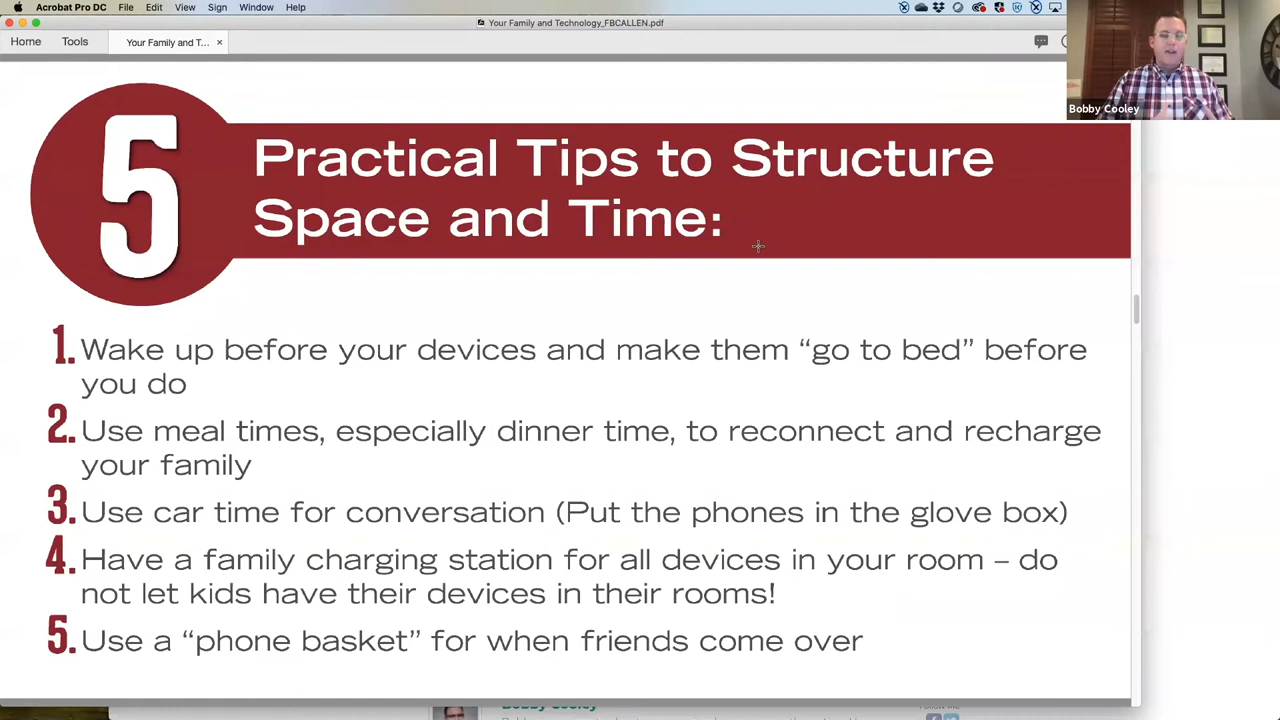 Acrobat Pro DC File Edit View Sign Window Help
Your Family and Technology_FBCALLEN.pdf
Home Tools Your Family and T... ×
Bobby Cooley
5
Practical Tips to Structure
Space and Time:
1. Wake up before your devices and make them “go to bed” before
you do
2. Use meal times, especially dinner time, to reconnect and recharge
your family
3. Use car time for conversation (Put the phones in the glove box)
4. Have a family charging station for all devices in your room – do
not let kids have their devices in their rooms!
5. Use a “phone basket” for when friends come over
Bobby Cooley